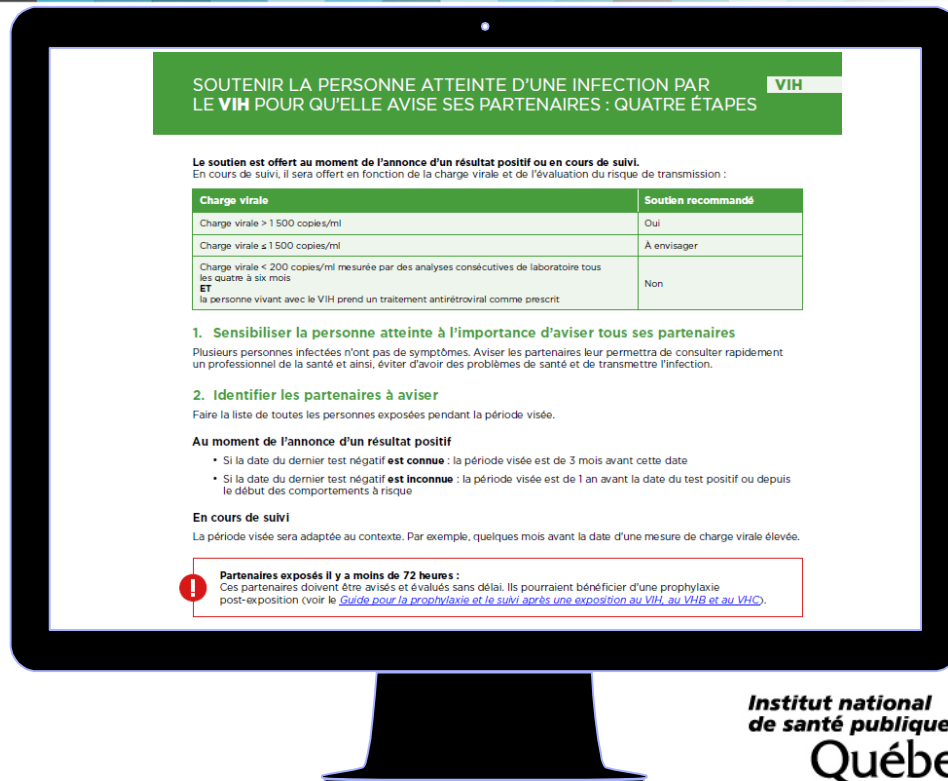 SOUTENIR LA PERSONNE ATTEINTE D'UNE INFECTION PAR
LE VIH POUR QU'ELLE AVISE SES PARTENAIRES : QUATRE ÉTAPES
VIH
Le soutien est offert au moment de l'annonce d'un résultat positif ou en cours de suivi.
En cours de suivi, il sera offert en fonction de la charge virale et de l'évaluation du risque de transmission :
Charge virale
Soutien recommandé
Charge virale > 1 500 copies/ml
Oui
Charge virale ≤ 1 500 copies/ml
À envisager
Charge virale < 200 copies/ml mesurée par des analyses consécutives de laboratoire tous
les quatre à six mois
ET
la personne vivant avec le VIH prend un traitement antirétroviral comme prescrit
Non
1. Sensibiliser la personne atteinte à l'importance d'aviser tous ses partenaires
Plusieurs personnes infectées n'ont pas de symptômes. Aviser les partenaires leur permettra de consulter rapidement
un professionnel de la santé et ainsi, éviter d'avoir des problèmes de santé et de transmettre l'infection.
2. Identifier les partenaires à aviser
Faire la liste de toutes les personnes exposées pendant la période visée.
Au moment de l'annonce d'un résultat positif
• Si la date du dernier test négatif est connue : la période visée est de 3 mois avant cette date
• Si la date du dernier test négatif est inconnue : la période visée est de 1 an avant la date du test positif ou depuis
le début des comportements à risque
En cours de suivi
La période visée sera adaptée au contexte. Par exemple, quelques mois avant la date d'une mesure de charge virale élevée.
! Partenaires exposés il y a moins de 72 heures :
Ces partenaires doivent être avisés et évalués sans délai. Ils pourraient bénéficier d'une prophylaxie
post-exposition (voir le Guide pour la prophylaxie et le suivi après une exposition au VIH, au VHB et au VHC).
Institut national
de santé publique
Québe